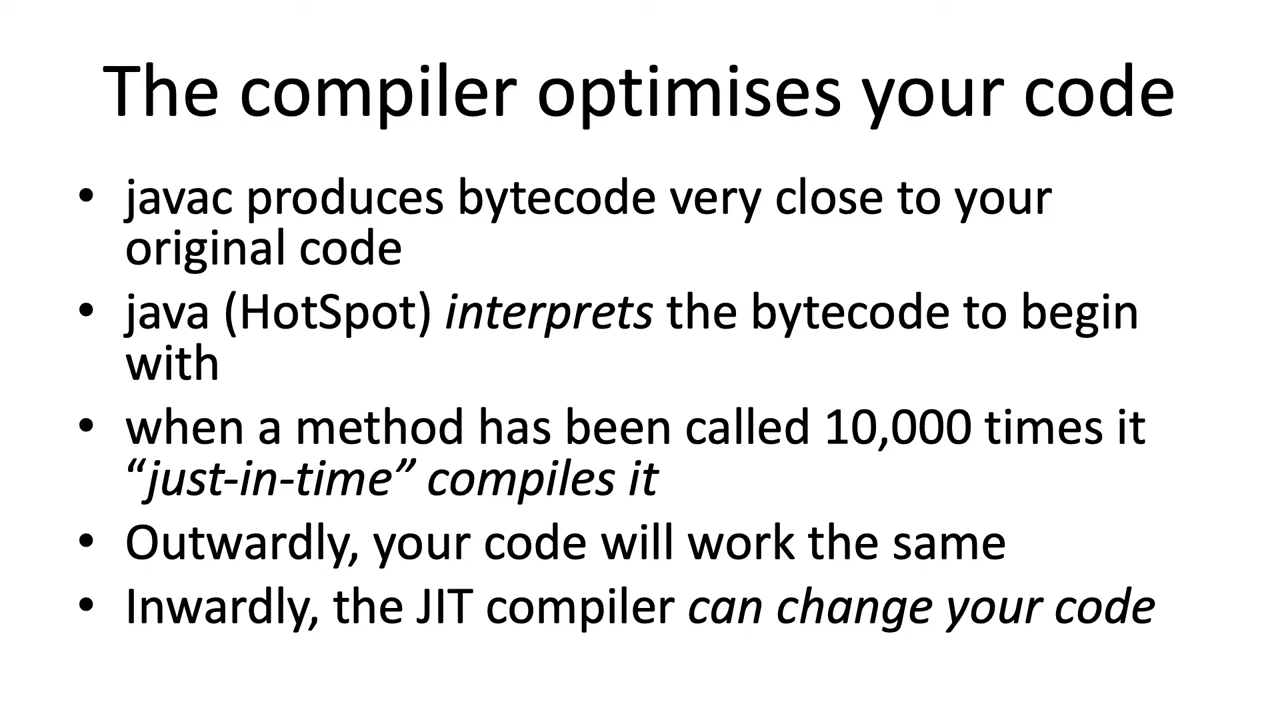 The compiler optimises your code
• javac produces bytecode very close to your
original code
• java (HotSpot) interprets the bytecode to begin
with
• when a method has been called 10,000 times it
“just-in-time” compiles it
• Outwardly, your code will work the same
• Inwardly, the JIT compiler can change your code